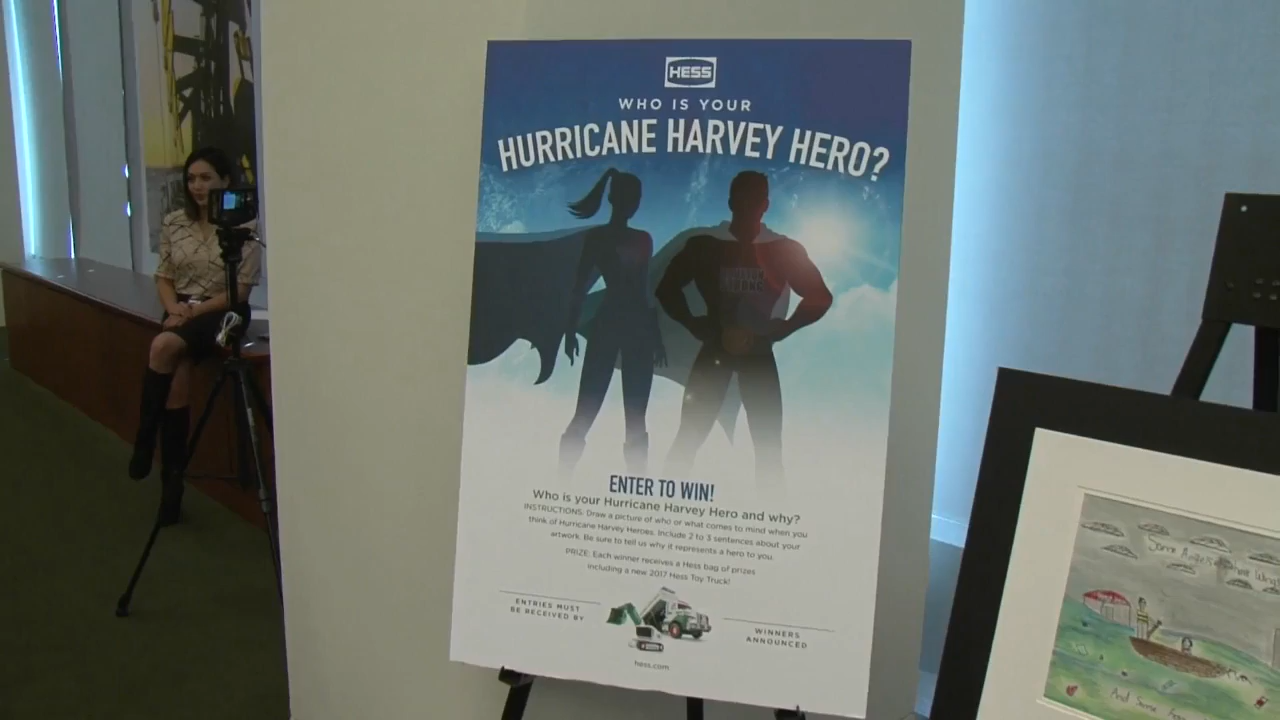 HESS
WHO IS YOUR
HURRICANE HARVEY HERO?
ENTER TO WIN!
Who is your Hurricane Harvey Hero and why?
INSTRUCTIONS: Draw a picture of who or what comes to mind when you
think of Hurricane Harvey Heroes. Include 2 to 3 sentences about your
artwork. Be sure to tell us why it represents a hero to you.
PRIZE: Each winner receives a Hess bag of prizes
including a new 2017 Hess Toy Truck!
ENTRIES MUST
BE RECEIVED BY
WINNERS
ANNOUNCED
hess.com
Some Angels
And Some